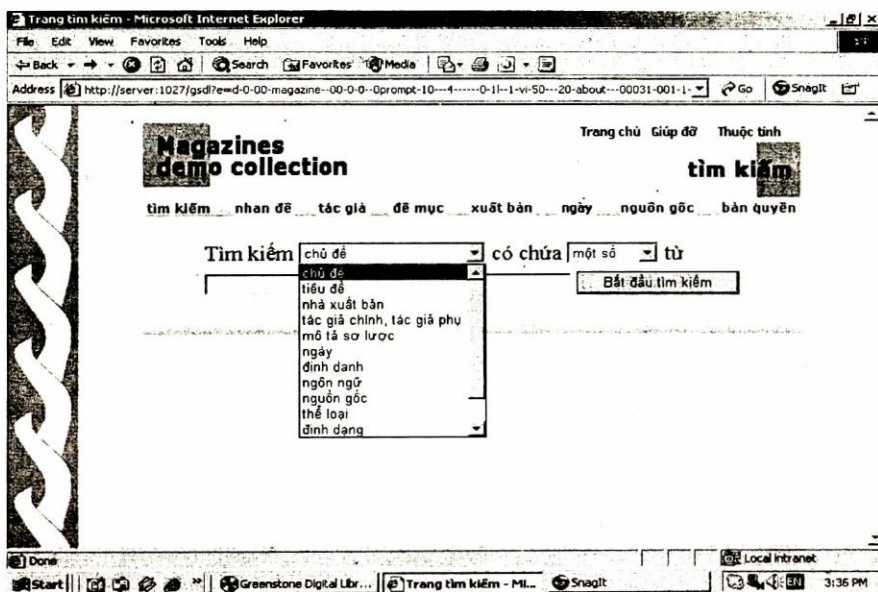 Trang tìm kiếm - Microsoft Internet Explorer
File Edit View Favorites Tools Help
Back Search Favorites Media
Address http://server:1027/gsdl?e=d-0-00-magazine--00-0-0--0prompt-10---4------0-1l--1-vi-50---20-about---00031-001-1- Go SnagIt
Trang chủ Giúp đỡ Thuộc tính
Magazines
demo collection
tìm kiếm
tìm kiếm nhan đề tác giả đề mục xuất bản ngày nguồn gốc bản quyền
Tìm kiếm chủ đề có chứa một số từ
Bắt đầu tìm kiếm
chủ đề
tiêu đề
nhà xuất bản
tác giả chính, tác giả phụ
mô tả sơ lược
ngày
định danh
ngôn ngữ
nguồn gốc
thể loại
định dạng
Done Local intranet
Start Greenstone Digital Libr... Trang tìm kiếm - Mi... SnagIt EN 3:36 PM